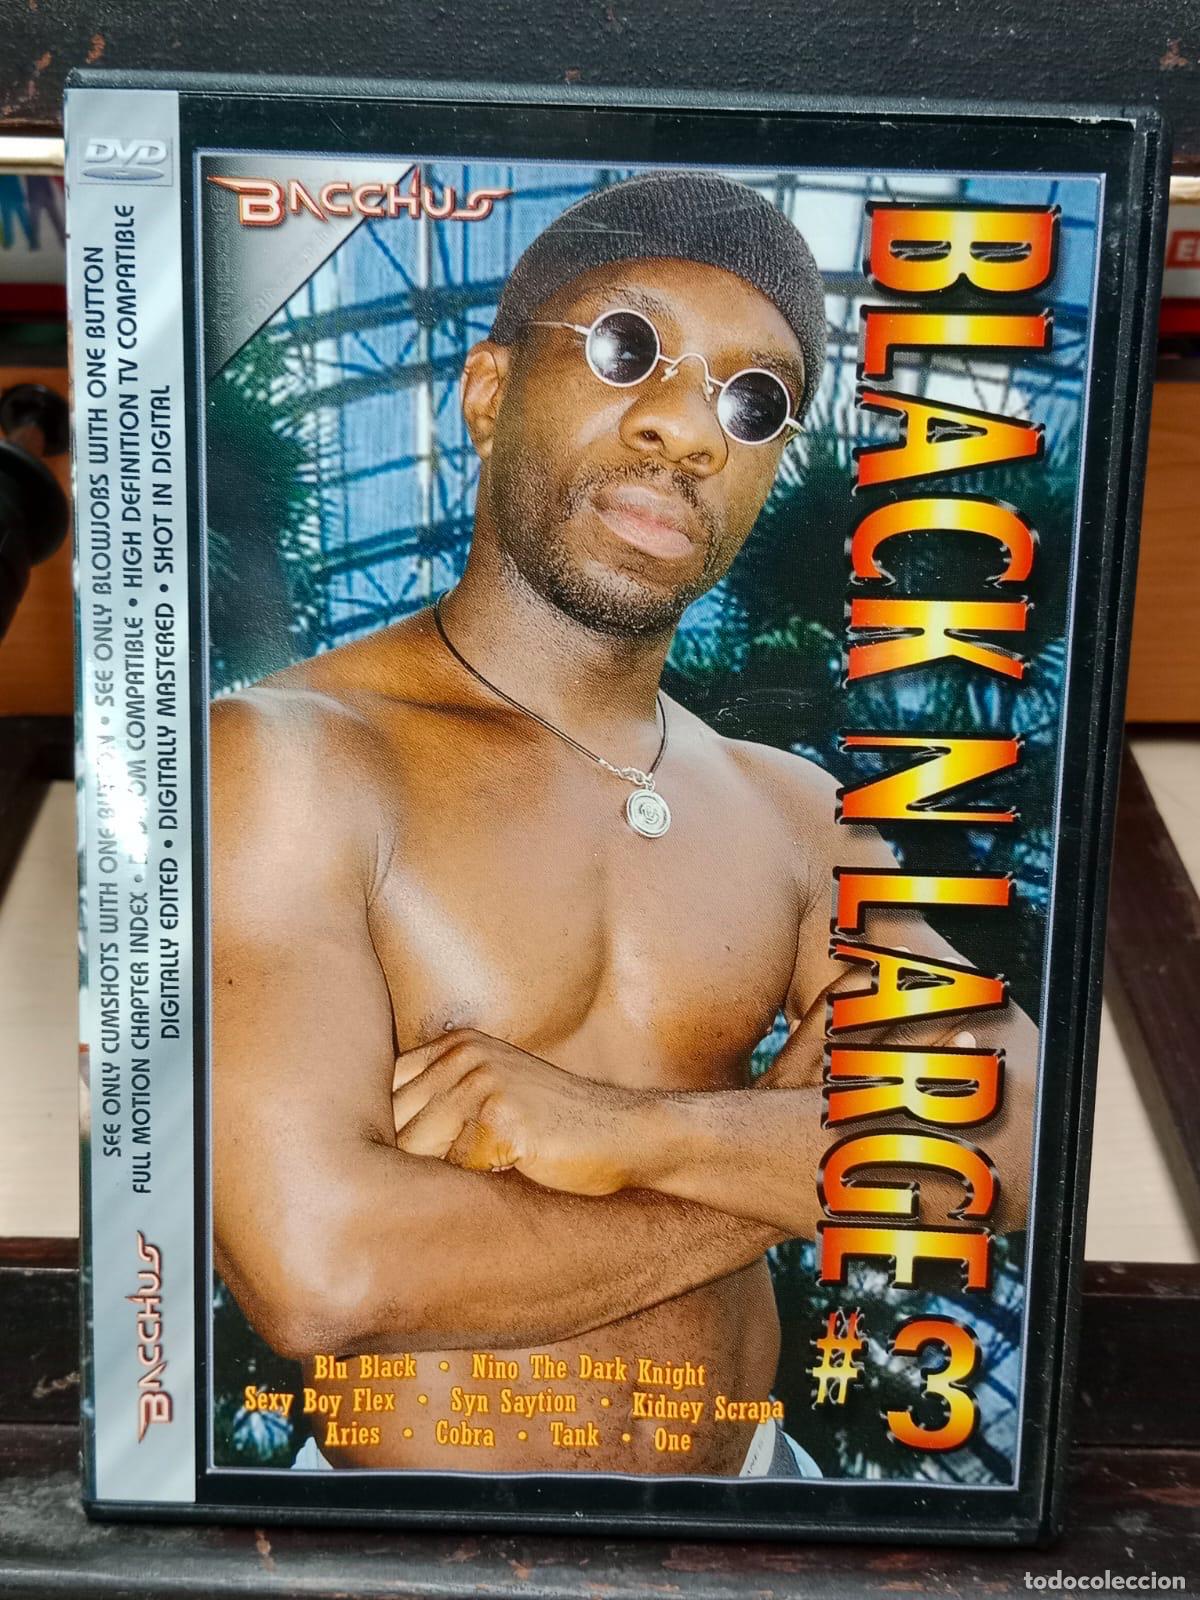 DVD
SEE ONLY CUMSHOTS WITH ONE BUTTON • SEE ONLY BLOWJOBS WITH ONE BUTTON
FULL MOTION CHAPTER INDEX • COMPATIBLE • HIGH DEFINITION TV COMPATIBLE
DIGITALLY EDITED • DIGITALLY MASTERED • SHOT IN DIGITAL
BACCHUS
BACCHUS
BLACK N LARGE #3
Blu Black • Nino The Dark Knight
Sexy Boy Flex • Syn Saytion • Kidney Scrapa
Aries • Cobra • Tank • One
todocoleccion